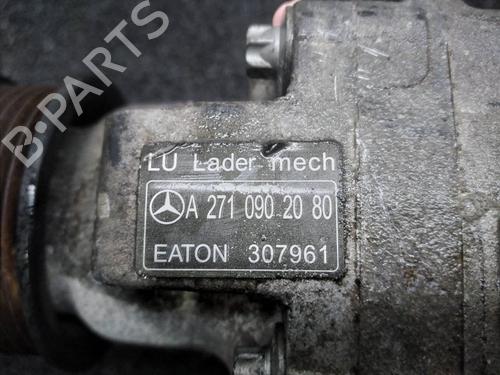 B-PARTS
LU Lader mech
A 271 090 20 80
EATON 307961